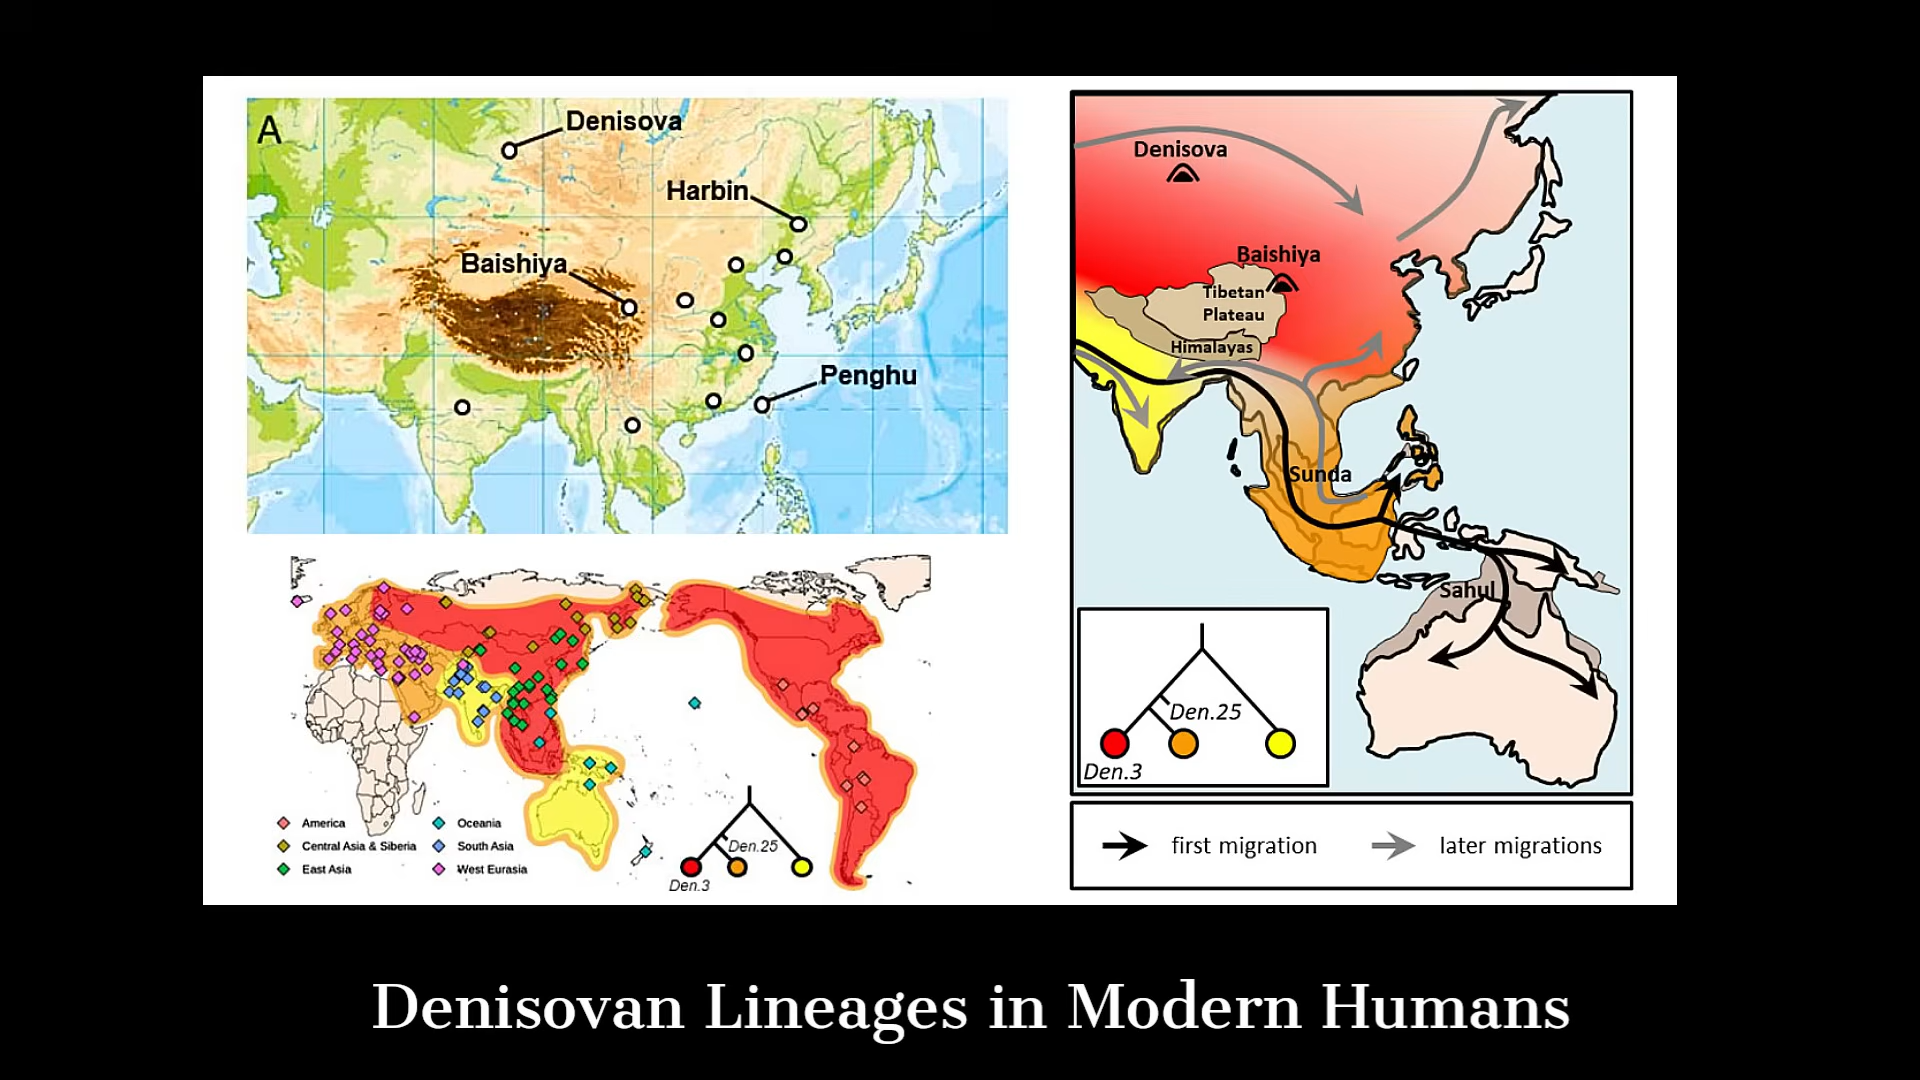 A
Denisova
Harbin
Baishiya
Penghu
Denisova
Baishiya
Tibetan
Plateau
Himalayas
Sunda
Sahul
Den.25
Den.3
first migration
later migrations
America
Central Asia & Siberia
East Asia
Oceania
South Asia
West Eurasia
Den.25
Den.3
Denisovan Lineages in Modern Humans